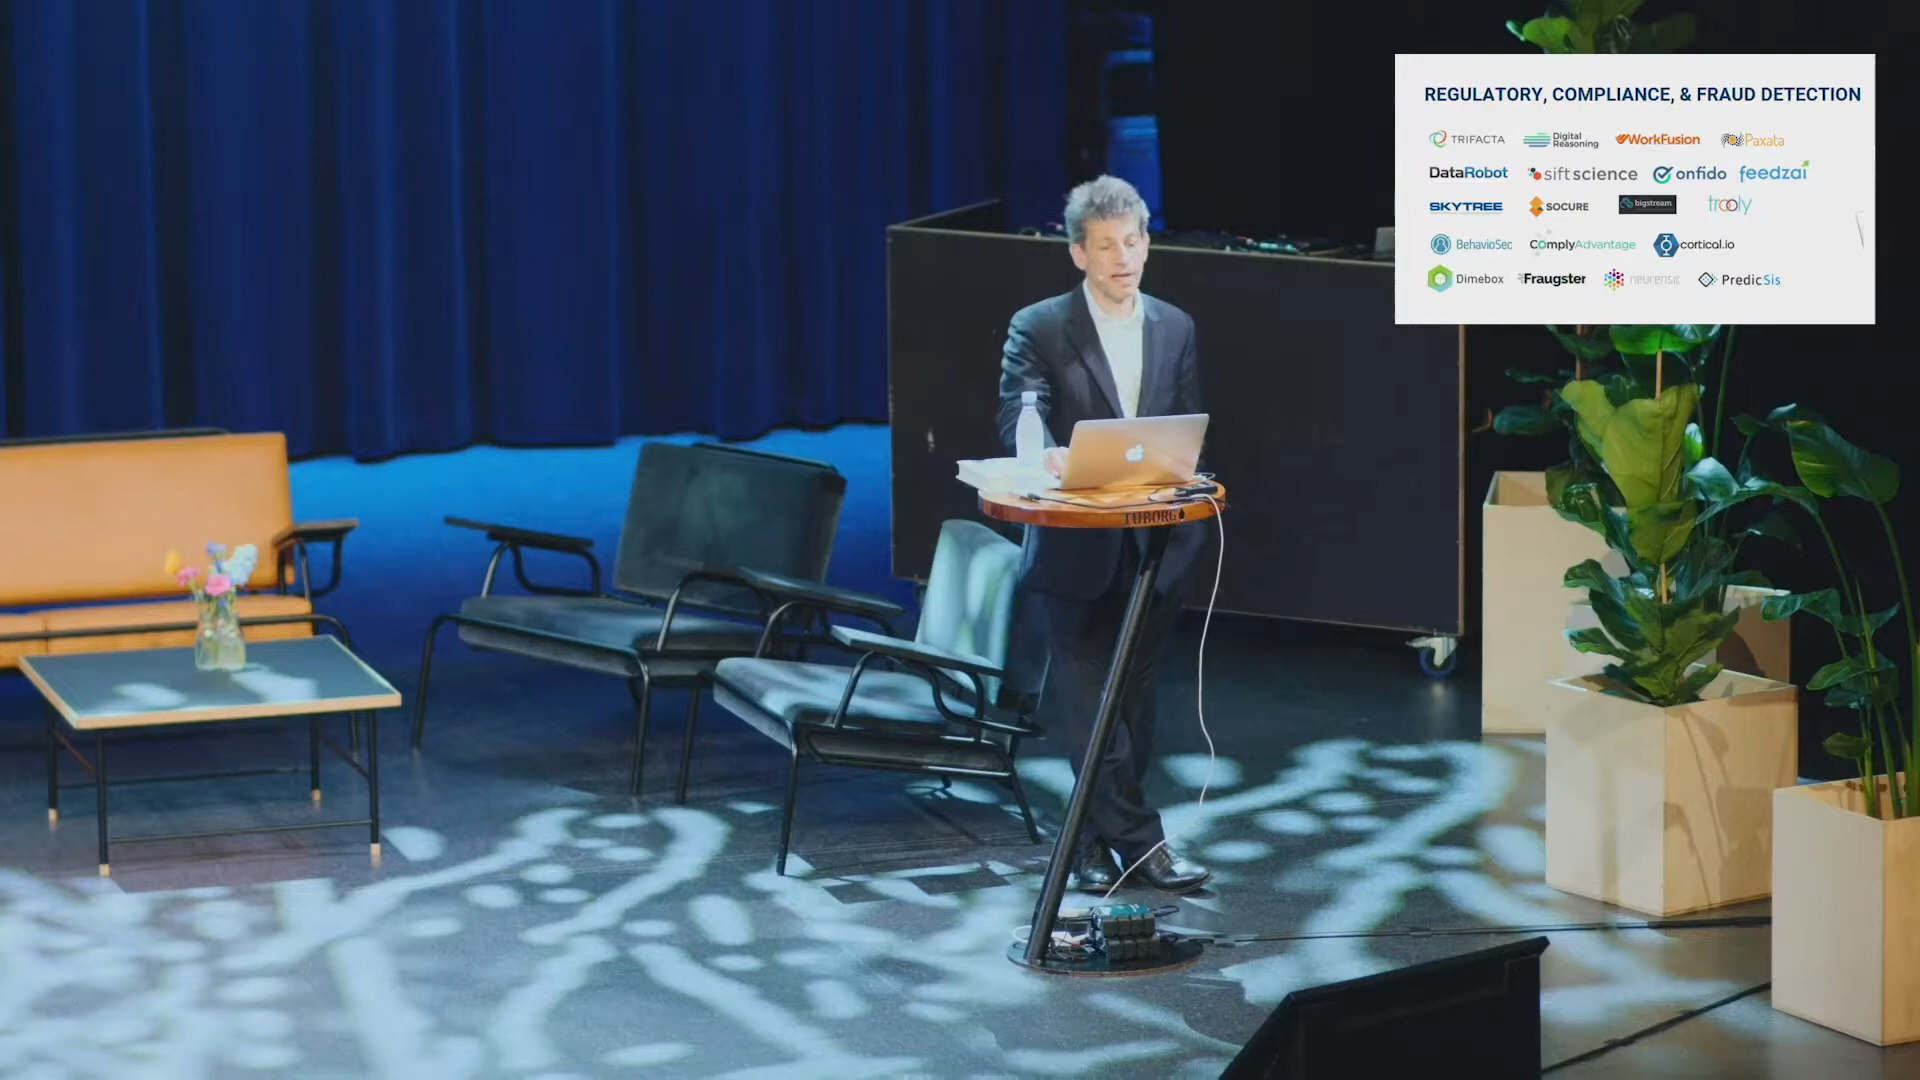 REGULATORY, COMPLIANCE, & FRAUD DETECTION
TRIFACTA Digital Reasoning WorkFusion Paxata
DataRobot siftscience onfido feedzai
SKYTREE SOCURE bigstream trooly
BehavioSec ComplyAdvantage cortical.io
Dimebox Fraugster neurensic PredicSis
TUBORG